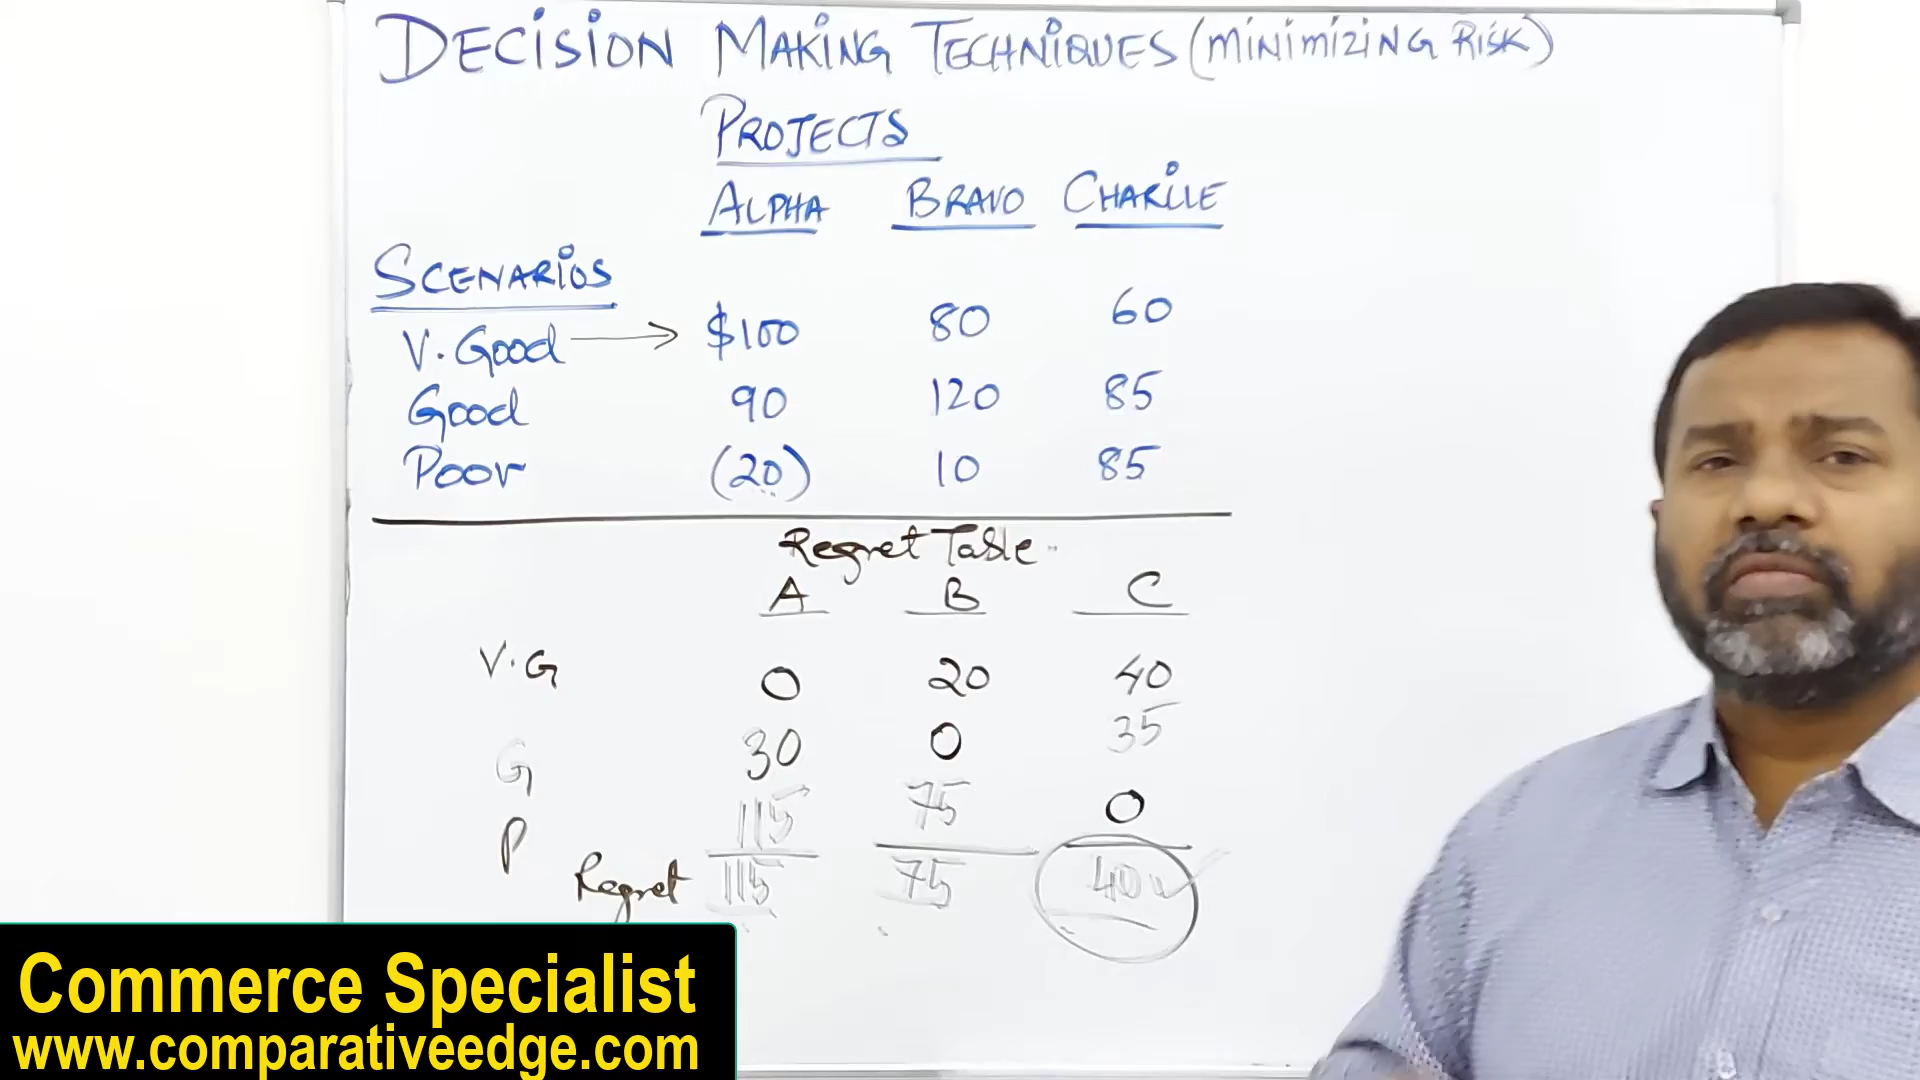 DECISION MAKING TECHNIQUES (MINIMIZING RISK)
PROJECTS
ALPHA BRAVO CHARLIE
SCENARIOS
V. Good → $100 80 60
Good 90 120 85
Poor (20) 10 85
Regret Table
A B C
V.G 0 20 40
G 30 0 35
P 115 75 0
Regret 115 75 40 ✓
Commerce Specialist
www.comparativeedge.com